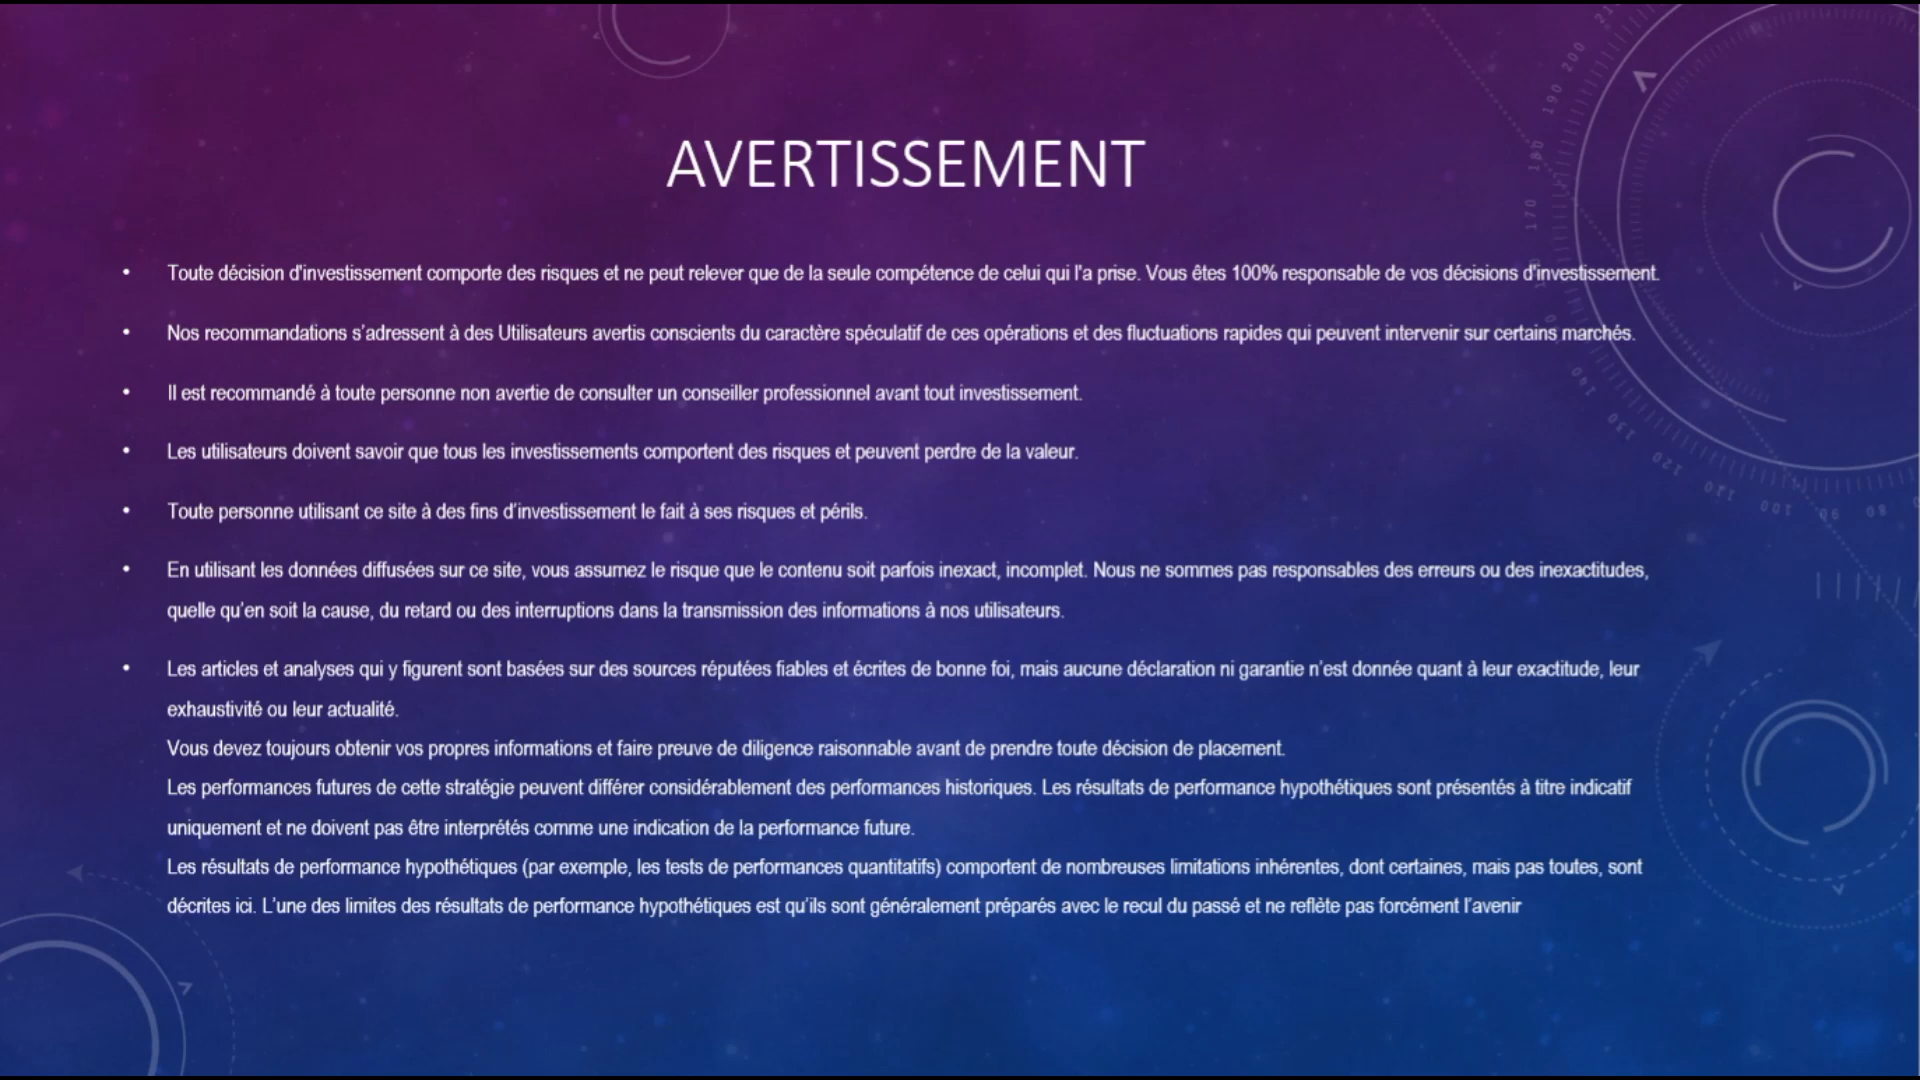 AVERTISSEMENT
• Toute décision d'investissement comporte des risques et ne peut relever que de la seule compétence de celui qui l'a prise. Vous êtes 100% responsable de vos décisions d'investissement.
• Nos recommandations s’adressent à des Utilisateurs avertis conscients du caractère spéculatif de ces opérations et des fluctuations rapides qui peuvent intervenir sur certains marchés.
• Il est recommandé à toute personne non avertie de consulter un conseiller professionnel avant tout investissement.
• Les utilisateurs doivent savoir que tous les investissements comportent des risques et peuvent perdre de la valeur.
• Toute personne utilisant ce site à des fins d’investissement le fait à ses risques et périls.
• En utilisant les données diffusées sur ce site, vous assumez le risque que le contenu soit parfois inexact, incomplet. Nous ne sommes pas responsables des erreurs ou des inexactitudes,
quelle qu’en soit la cause, du retard ou des interruptions dans la transmission des informations à nos utilisateurs.
• Les articles et analyses qui y figurent sont basées sur des sources réputées fiables et écrites de bonne foi, mais aucune déclaration ni garantie n’est donnée quant à leur exactitude, leur
exhaustivité ou leur actualité.
Vous devez toujours obtenir vos propres informations et faire preuve de diligence raisonnable avant de prendre toute décision de placement.
Les performances futures de cette stratégie peuvent différer considérablement des performances historiques. Les résultats de performance hypothétiques sont présentés à titre indicatif
uniquement et ne doivent pas être interprétés comme une indication de la performance future.
Les résultats de performance hypothétiques (par exemple, les tests de performances quantitatifs) comportent de nombreuses limitations inhérentes, dont certaines, mais pas toutes, sont
décrites ici. L’une des limites des résultats de performance hypothétiques est qu’ils sont généralement préparés avec le recul du passé et ne reflète pas forcément l’avenir
200
190
180
170
140
130
120
110
100
90
80